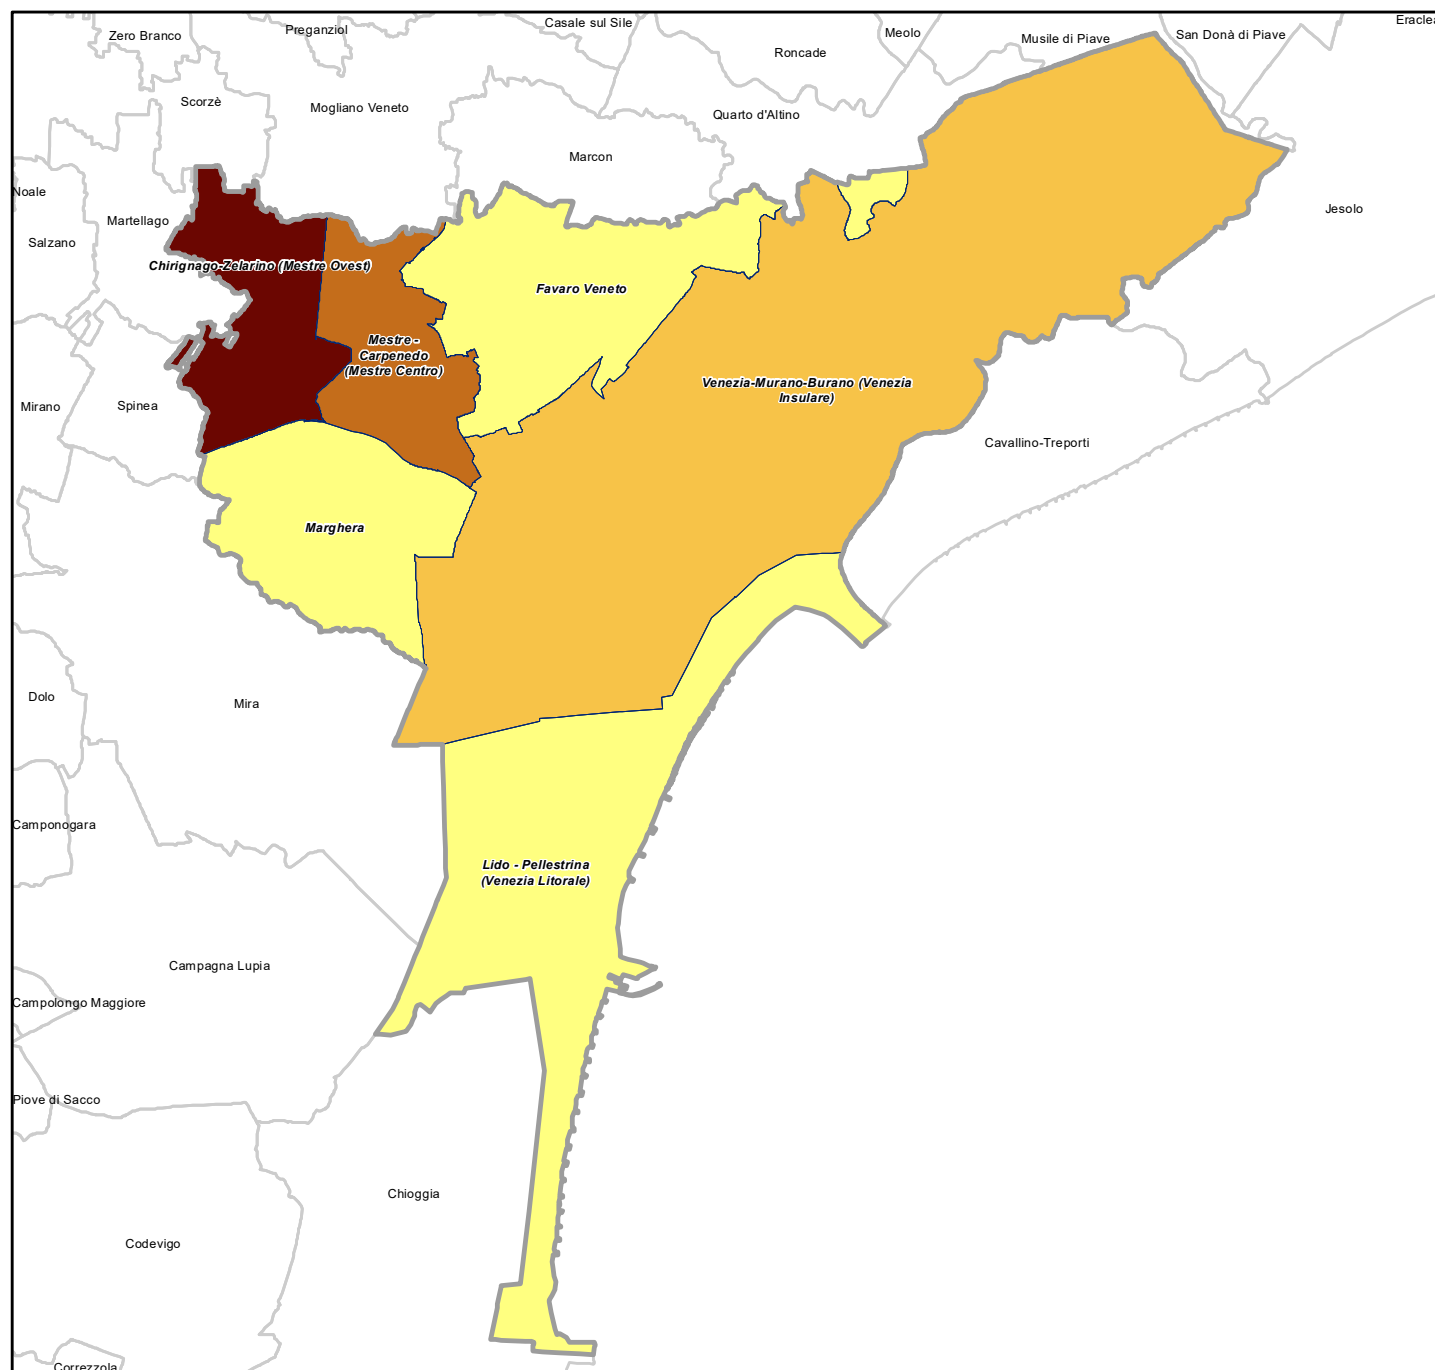 Casale sul Sile
Eraclea
Preganziol
Meolo
Zero Branco
San Donà di Piave
Musile di Piave
Roncade
Scorzè
Mogliano Veneto
Quarto d'Altino
Marcon
Noale
Jesolo
Martellago
Salzano
Chirignago-Zelarino (Mestre Ovest)
Favaro Veneto
Mestre -
Carpenedo
(Mestre Centro)
Venezia-Murano-Burano (Venezia
Insulare)
Mirano
Spinea
Cavallino-Treporti
Marghera
Dolo
Mira
Camponogara
Lido - Pellestrina
(Venezia Litorale)
Campagna Lupia
Campolongo Maggiore
Piove di Sacco
Chioggia
Codevigo
Correzzola